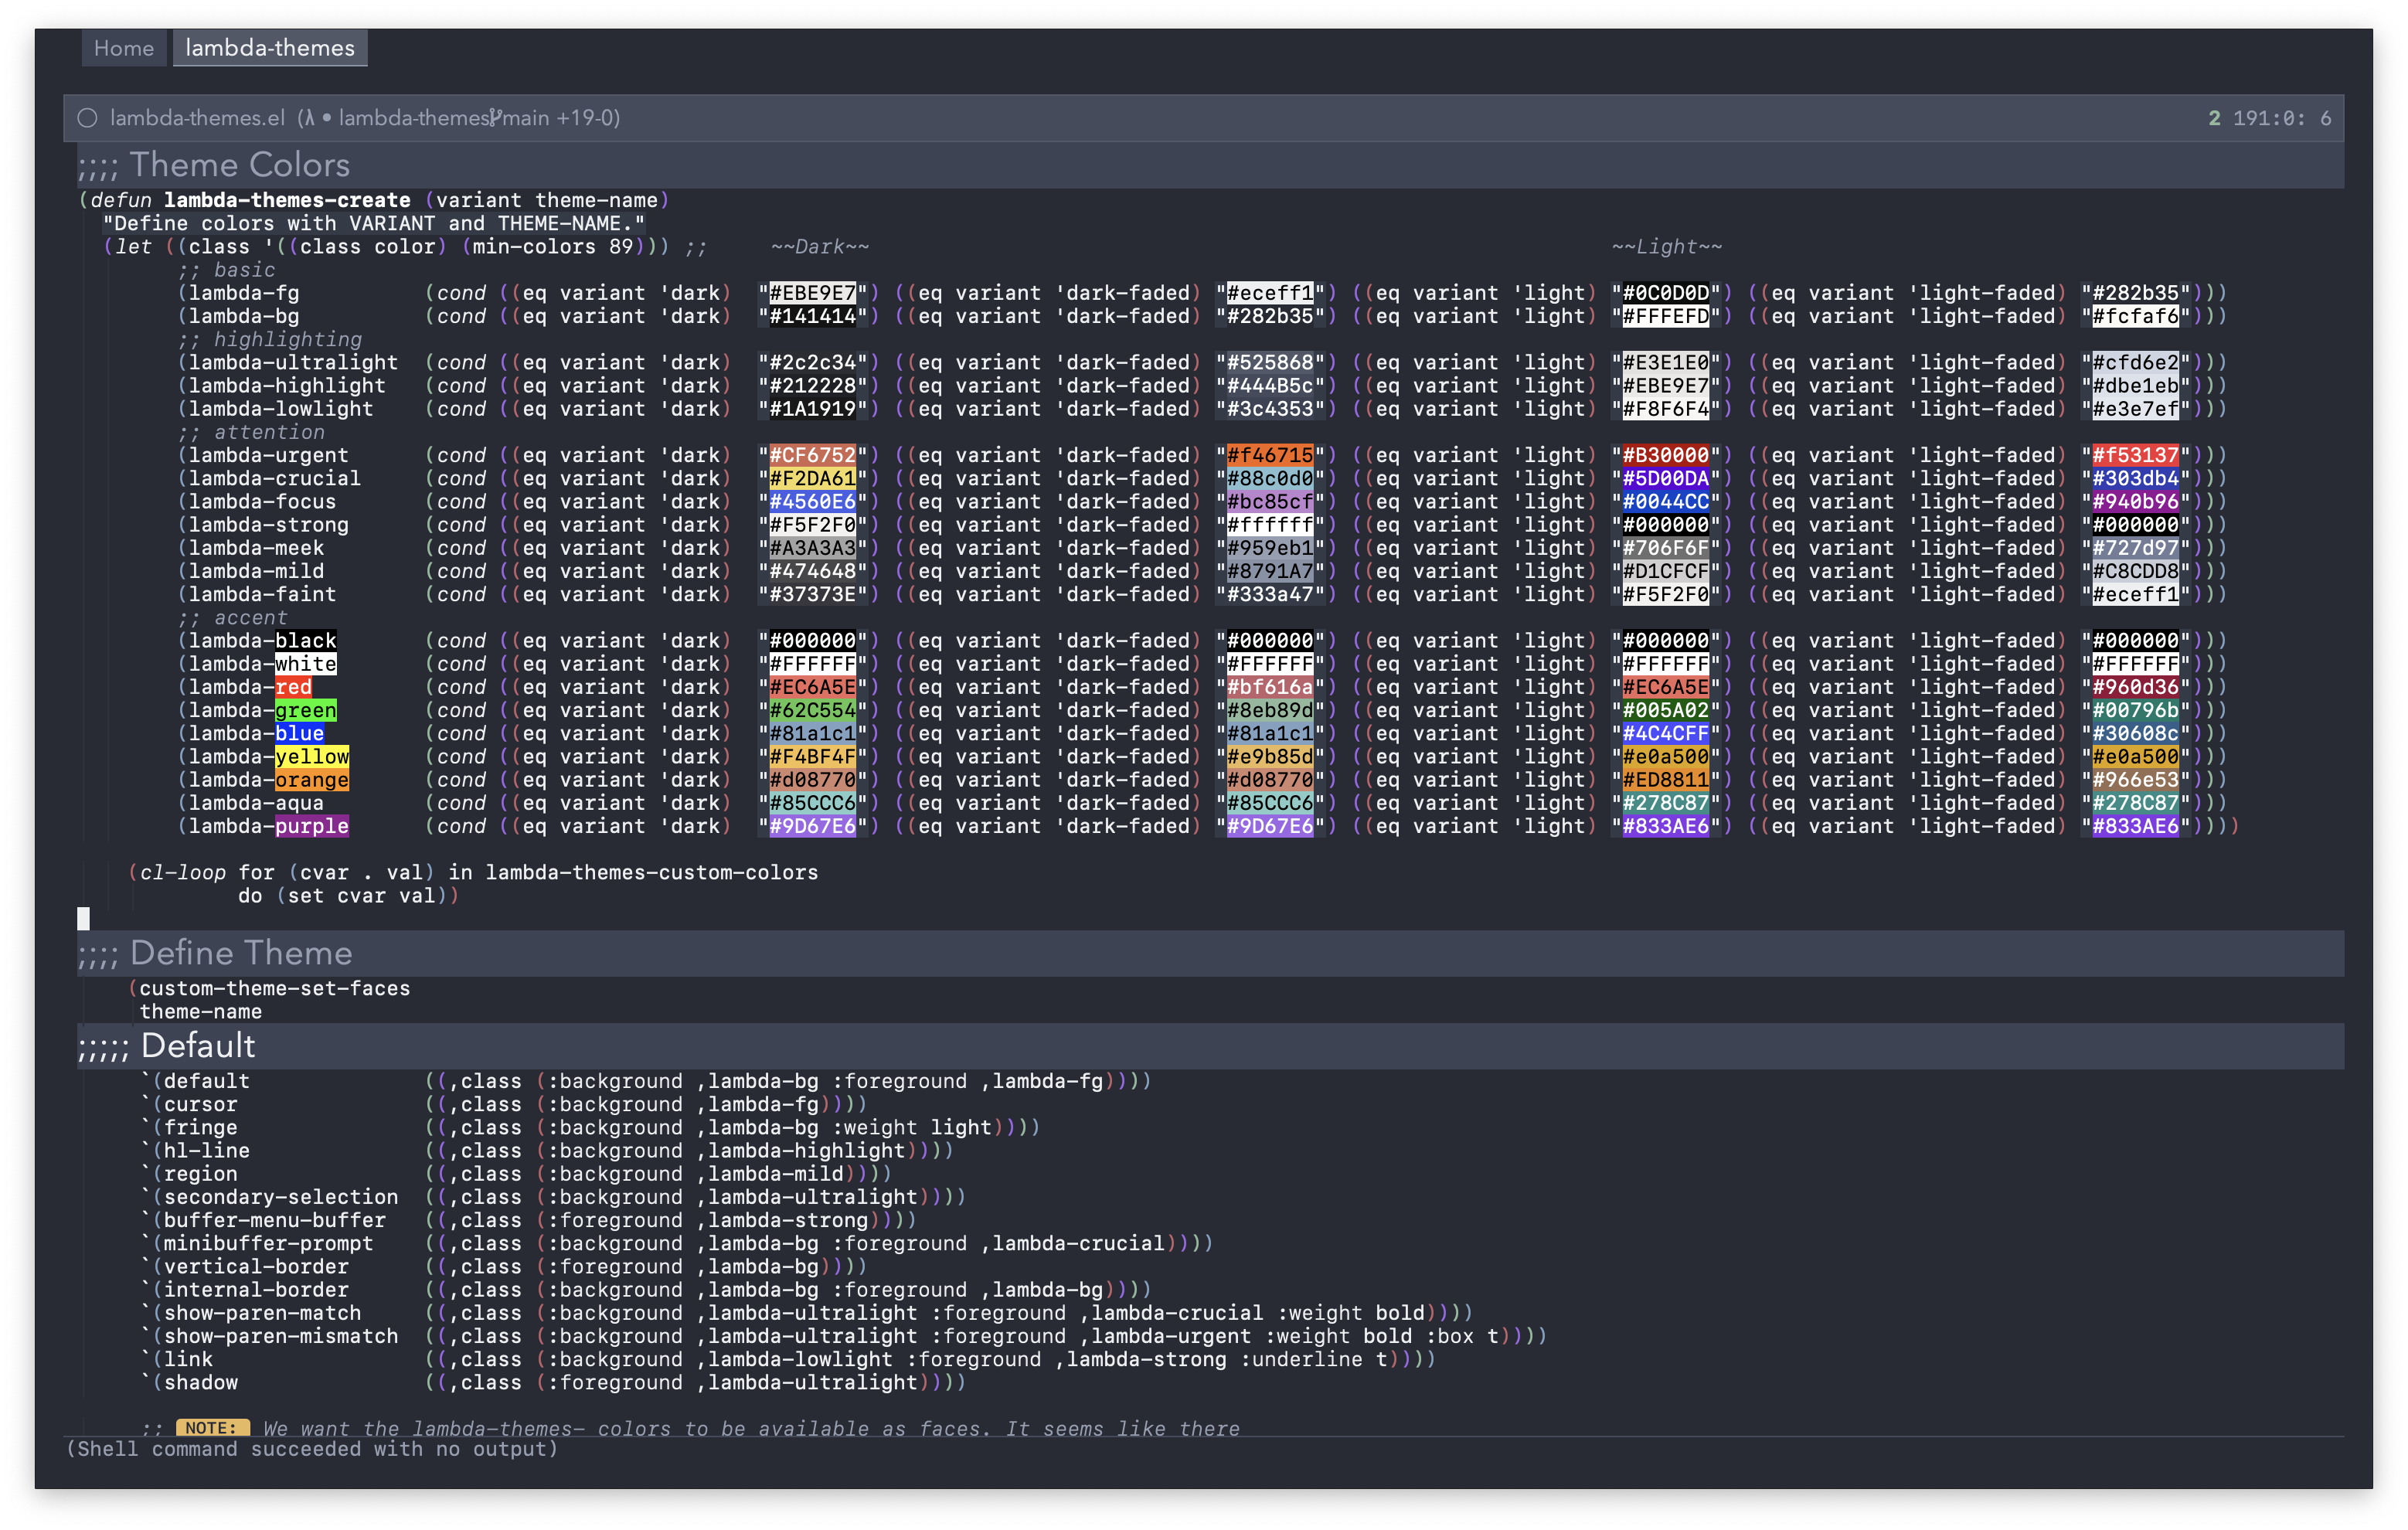 Home lambda-themes
lambda-themes.el (λ • lambda-themes main +19-0) 2 191:0: 6
;;;; Theme Colors
(defun lambda-themes-create (variant theme-name)
"Define colors with VARIANT and THEME-NAME."
(let ((class '((class color) (min-colors 89))) ;; ~~Dark~~ ~~Light~~
;; basic
(lambda-fg (cond ((eq variant 'dark) "#EBE9E7") ((eq variant 'dark-faded) "#eceff1") ((eq variant 'light) "#0C0D0D") ((eq variant 'light-faded) "#282b35")))
(lambda-bg (cond ((eq variant 'dark) "#141414") ((eq variant 'dark-faded) "#282b35") ((eq variant 'light) "#FFFEFD") ((eq variant 'light-faded) "#fcfaf6")))
;; highlighting
(lambda-ultralight (cond ((eq variant 'dark) "#2c2c34") ((eq variant 'dark-faded) "#525868") ((eq variant 'light) "#E3E1E0") ((eq variant 'light-faded) "#cfd6e2")))
(lambda-highlight (cond ((eq variant 'dark) "#212228") ((eq variant 'dark-faded) "#444B5c") ((eq variant 'light) "#EBE9E7") ((eq variant 'light-faded) "#dbe1eb")))
(lambda-lowlight (cond ((eq variant 'dark) "#1A1919") ((eq variant 'dark-faded) "#3c4353") ((eq variant 'light) "#F8F6F4") ((eq variant 'light-faded) "#e3e7ef")))
;; attention
(lambda-urgent (cond ((eq variant 'dark) "#CF6752") ((eq variant 'dark-faded) "#f46715") ((eq variant 'light) "#B30000") ((eq variant 'light-faded) "#f53137")))
(lambda-crucial (cond ((eq variant 'dark) "#F2DA61") ((eq variant 'dark-faded) "#88c0d0") ((eq variant 'light) "#5D00DA") ((eq variant 'light-faded) "#303db4")))
(lambda-focus (cond ((eq variant 'dark) "#4560E6") ((eq variant 'dark-faded) "#bc85cf") ((eq variant 'light) "#0044CC") ((eq variant 'light-faded) "#940b96")))
(lambda-strong (cond ((eq variant 'dark) "#F5F2F0") ((eq variant 'dark-faded) "#ffffff") ((eq variant 'light) "#000000") ((eq variant 'light-faded) "#000000")))
(lambda-meek (cond ((eq variant 'dark) "#A3A3A3") ((eq variant 'dark-faded) "#959eb1") ((eq variant 'light) "#706F6F") ((eq variant 'light-faded) "#727d97")))
(lambda-mild (cond ((eq variant 'dark) "#474648") ((eq variant 'dark-faded) "#8791A7") ((eq variant 'light) "#D1CFCF") ((eq variant 'light-faded) "#C8CDD8")))
(lambda-faint (cond ((eq variant 'dark) "#37373E") ((eq variant 'dark-faded) "#333a47") ((eq variant 'light) "#F5F2F0") ((eq variant 'light-faded) "#eceff1")))
;; accent
(lambda-black (cond ((eq variant 'dark) "#000000") ((eq variant 'dark-faded) "#000000") ((eq variant 'light) "#000000") ((eq variant 'light-faded) "#000000")))
(lambda-white (cond ((eq variant 'dark) "#FFFFFF") ((eq variant 'dark-faded) "#FFFFFF") ((eq variant 'light) "#FFFFFF") ((eq variant 'light-faded) "#FFFFFF")))
(lambda-red (cond ((eq variant 'dark) "#EC6A5E") ((eq variant 'dark-faded) "#bf616a") ((eq variant 'light) "#EC6A5E") ((eq variant 'light-faded) "#960d36")))
(lambda-green (cond ((eq variant 'dark) "#62C554") ((eq variant 'dark-faded) "#8eb89d") ((eq variant 'light) "#005A02") ((eq variant 'light-faded) "#00796b")))
(lambda-blue (cond ((eq variant 'dark) "#81a1c1") ((eq variant 'dark-faded) "#81a1c1") ((eq variant 'light) "#4C4CFF") ((eq variant 'light-faded) "#30608c")))
(lambda-yellow (cond ((eq variant 'dark) "#F4BF4F") ((eq variant 'dark-faded) "#e9b85d") ((eq variant 'light) "#e0a500") ((eq variant 'light-faded) "#e0a500")))
(lambda-orange (cond ((eq variant 'dark) "#d08770") ((eq variant 'dark-faded) "#d08770") ((eq variant 'light) "#ED8811") ((eq variant 'light-faded) "#966e53")))
(lambda-aqua (cond ((eq variant 'dark) "#85CCC6") ((eq variant 'dark-faded) "#85CCC6") ((eq variant 'light) "#278C87") ((eq variant 'light-faded) "#278C87")))
(lambda-purple (cond ((eq variant 'dark) "#9D67E6") ((eq variant 'dark-faded) "#9D67E6") ((eq variant 'light) "#833AE6") ((eq variant 'light-faded) "#833AE6"))))
(cl-loop for (cvar . val) in lambda-themes-custom-colors
do (set cvar val))
;;;; Define Theme
(custom-theme-set-faces
theme-name
;;;;; Default
`(default ((,class (:background ,lambda-bg :foreground ,lambda-fg))))
`(cursor ((,class (:background ,lambda-fg))))
`(fringe ((,class (:background ,lambda-bg :weight light))))
`(hl-line ((,class (:background ,lambda-highlight))))
`(region ((,class (:background ,lambda-mild))))
`(secondary-selection ((,class (:background ,lambda-ultralight))))
`(buffer-menu-buffer ((,class (:foreground ,lambda-strong))))
`(minibuffer-prompt ((,class (:background ,lambda-bg :foreground ,lambda-crucial))))
`(vertical-border ((,class (:foreground ,lambda-bg))))
`(internal-border ((,class (:background ,lambda-bg :foreground ,lambda-bg))))
`(show-paren-match ((,class (:background ,lambda-ultralight :foreground ,lambda-crucial :weight bold))))
`(show-paren-mismatch ((,class (:background ,lambda-ultralight :foreground ,lambda-urgent :weight bold :box t))))
`(link ((,class (:background ,lambda-lowlight :foreground ,lambda-strong :underline t))))
`(shadow ((,class (:foreground ,lambda-ultralight))))
;; NOTE: We want the lambda-themes- colors to be available as faces. It seems like there
(Shell command succeeded with no output)